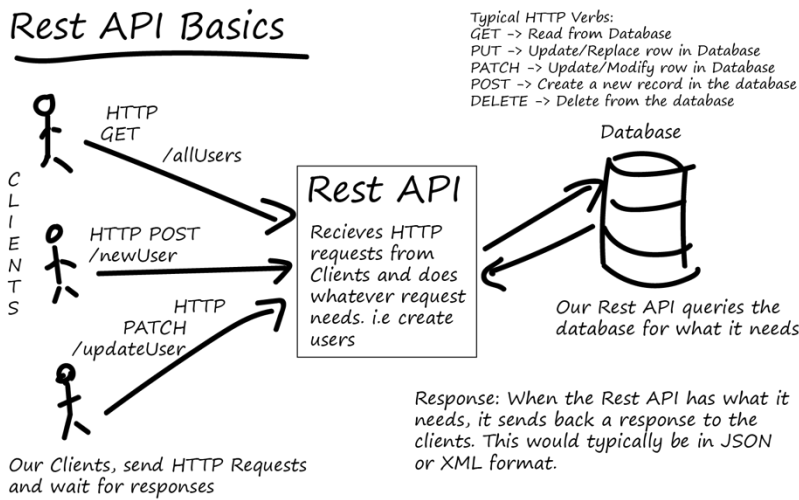 Rest API Basics
Typical HTTP Verbs:
GET -> Read from Database
PUT -> Update/Replace row in Database
PATCH -> Update/Modify row in Database
POST -> Create a new record in the database
DELETE -> Delete from the database
CLIENTS
HTTP
GET
/allUsers
HTTP POST
/newUser
HTTP
PATCH
/updateUser
Our Clients, send HTTP Requests
and wait for responses
Rest API
Recieves HTTP
requests from
Clients and does
whatever request
needs. i.e create
users
Database
Our Rest API queries the
database for what it needs
Response: When the Rest API has what it
needs, it sends back a response to the
clients. This would typically be in JSON
or XML format.